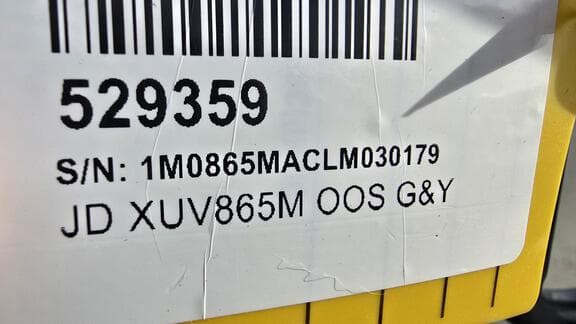 529359
S/N: 1M0865MACLM030179
JD XUV865M OOS G&Y